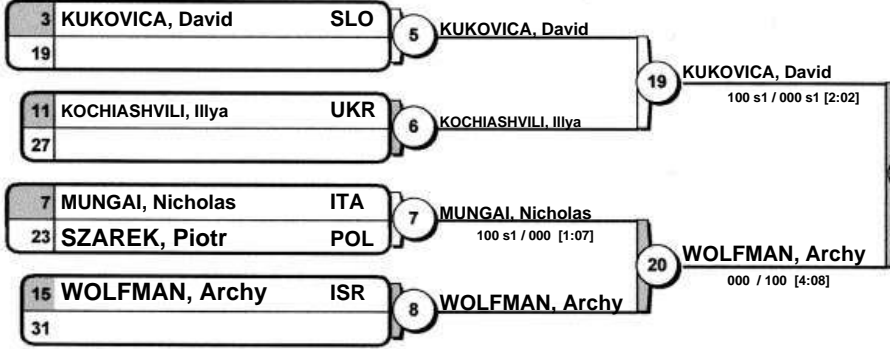 3 KUKOVICA, David SLO
19
5
KUKOVICA, David
11 KOCHIASHVILI, Illya UKR
27
6
KOCHIASHVILI, Illya
19
KUKOVICA, David
100 s1 / 000 s1 [2:02]
7 MUNGAI, Nicholas ITA
23 SZAREK, Piotr POL
7
MUNGAI, Nicholas
100 s1 / 000 [1:07]
15 WOLFMAN, Archy ISR
31
8
WOLFMAN, Archy
20
WOLFMAN, Archy
000 / 100 [4:08]